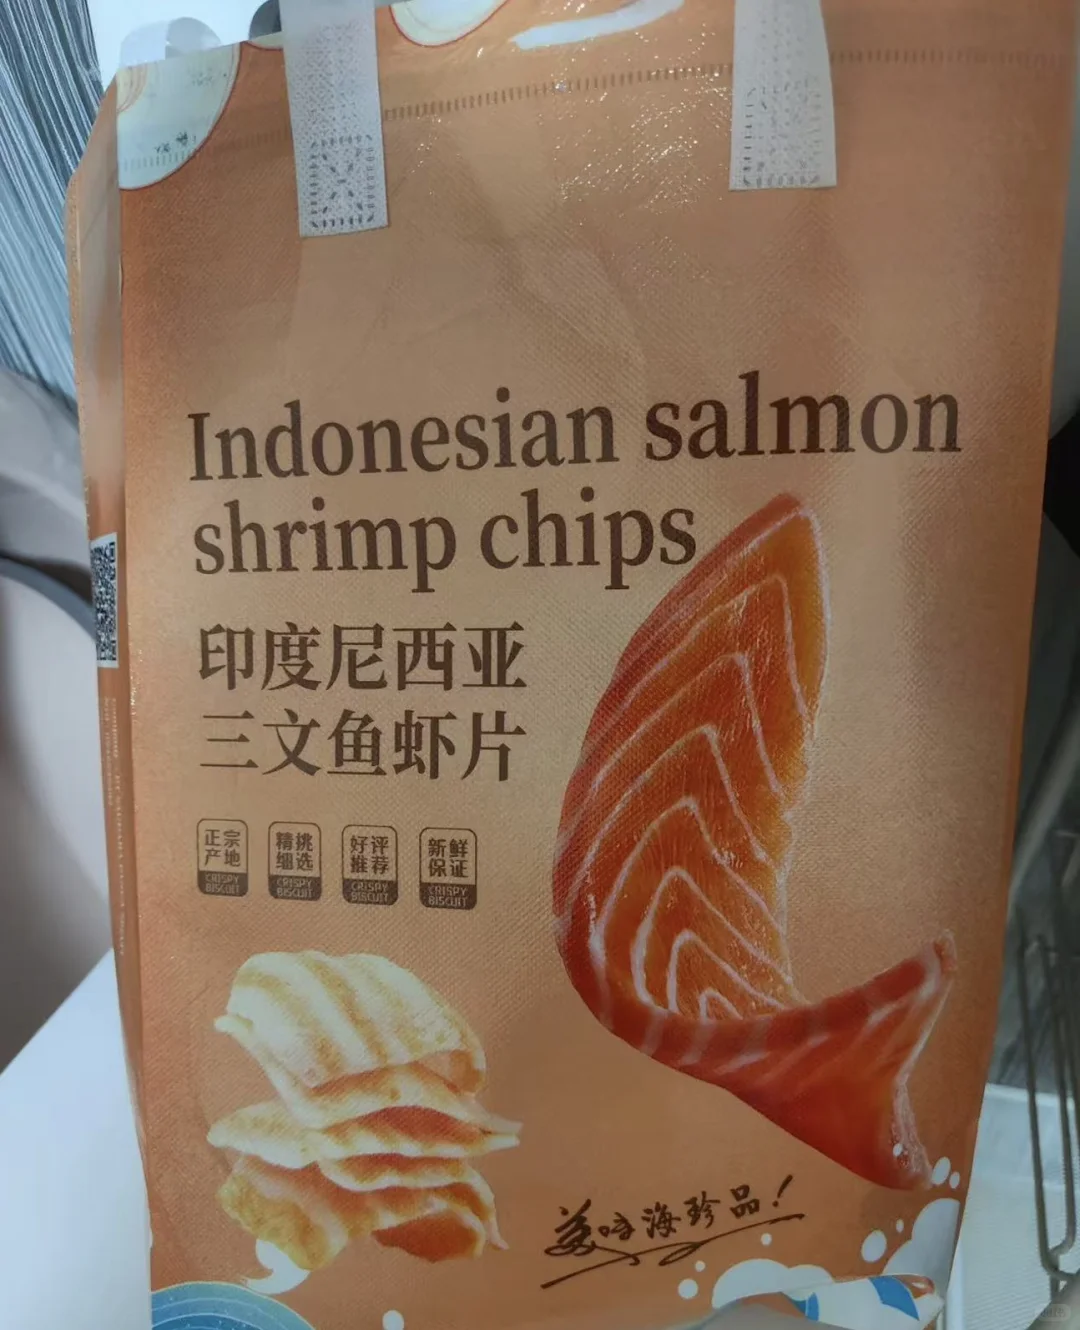 Indonesian salmon
shrimp chips
印度尼西亚
三文鱼虾片
正宗
产地
CRISPY
BISCUIT
精挑
细选
CRISPY
BISCUIT
好评
推荐
CRISPY
BISCUIT
新鲜
保证
CRISPY
BISCUIT
美味海珍品!